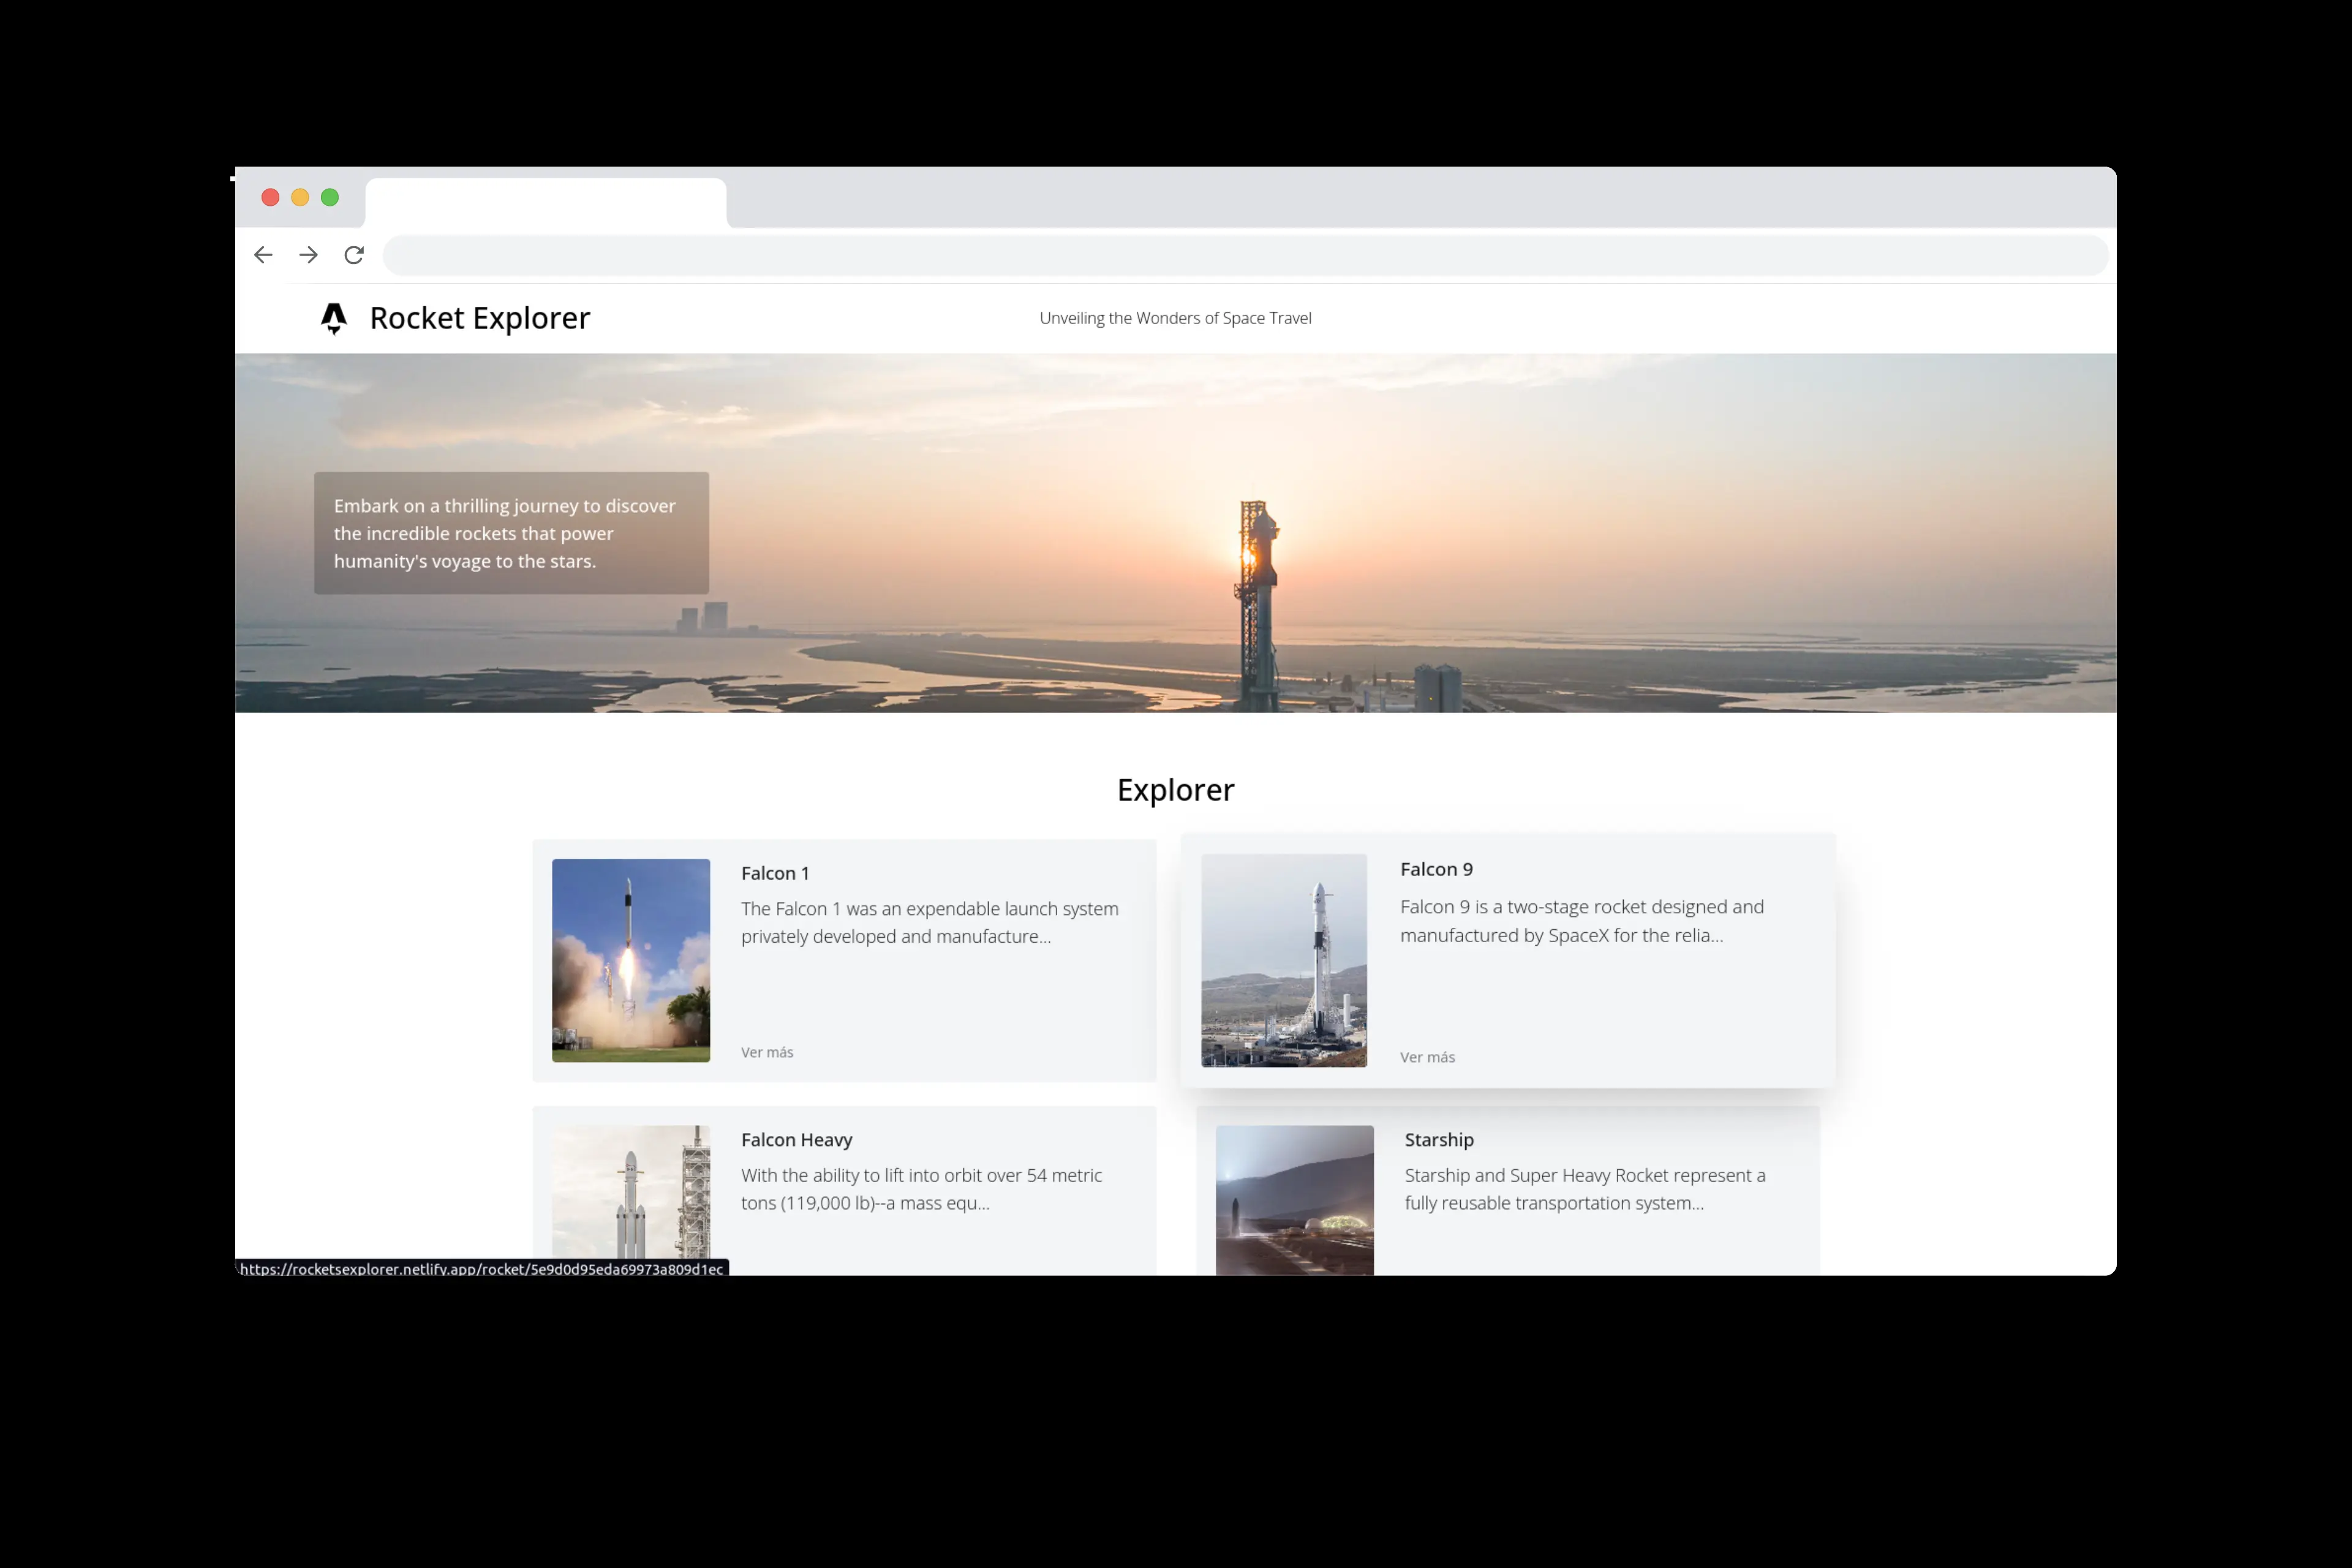 Rocket Explorer
Unveiling the Wonders of Space Travel
Embark on a thrilling journey to discover
the incredible rockets that power
humanity's voyage to the stars.
Explorer
Falcon 1
The Falcon 1 was an expendable launch system
privately developed and manufacture...
Ver más
Falcon 9
Falcon 9 is a two-stage rocket designed and
manufactured by SpaceX for the relia...
Ver más
Falcon Heavy
With the ability to lift into orbit over 54 metric
tons (119,000 lb)--a mass equ...
Starship
Starship and Super Heavy Rocket represent a
fully reusable transportation system...
https://rocketsexplorer.netlify.app/rocket/5e9d0d95eda69973a809d1ec